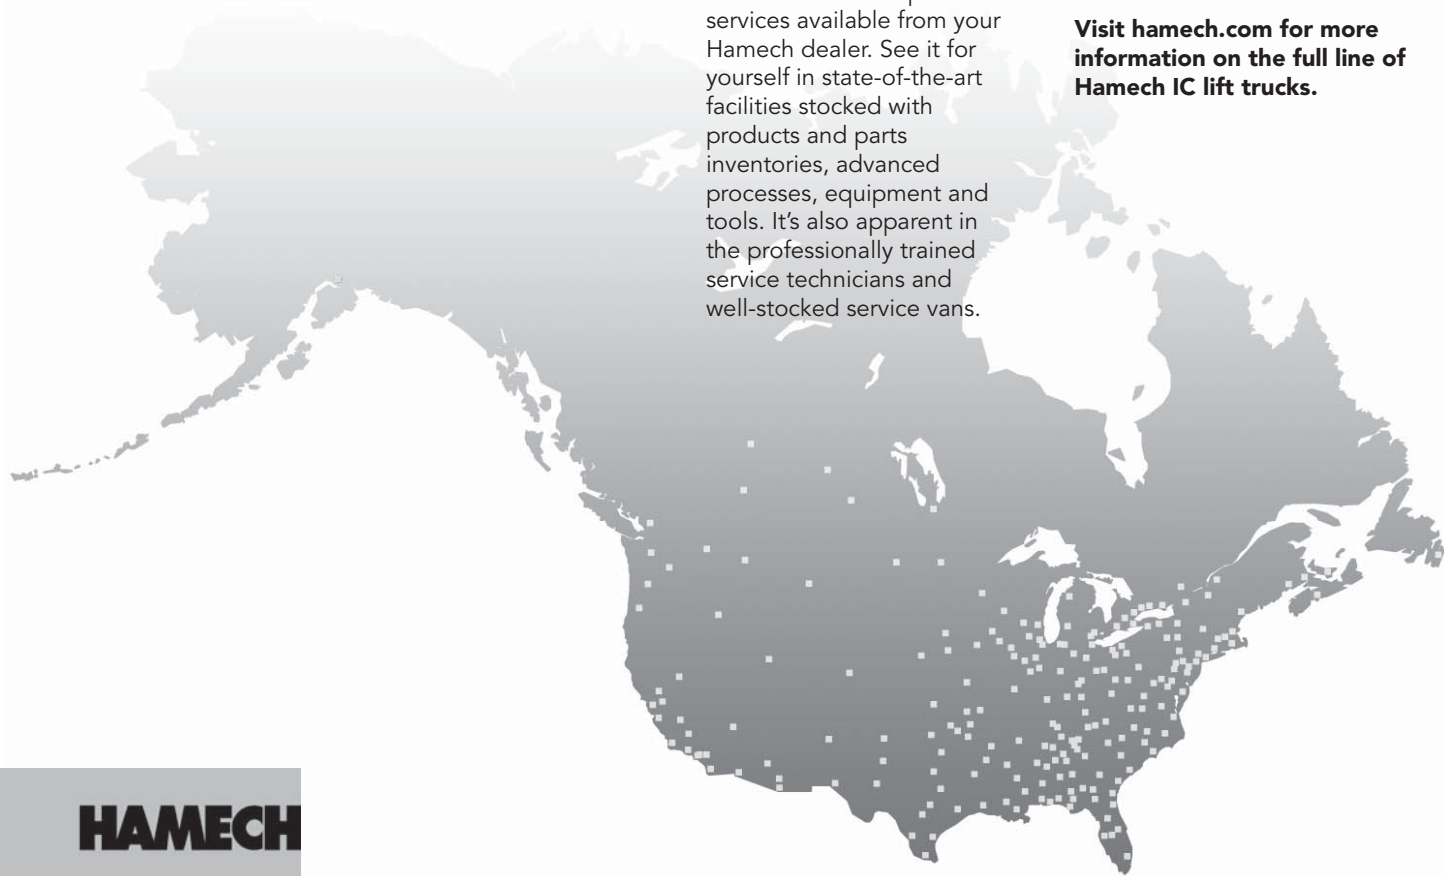 services available from your
Hamech dealer. See it for
yourself in state-of-the-art
facilities stocked with
products and parts
inventories, advanced
processes, equipment and
tools. It’s also apparent in
the professionally trained
service technicians and
well-stocked service vans.
Visit hamech.com for more
information on the full line of
Hamech IC lift trucks.
HAMECH